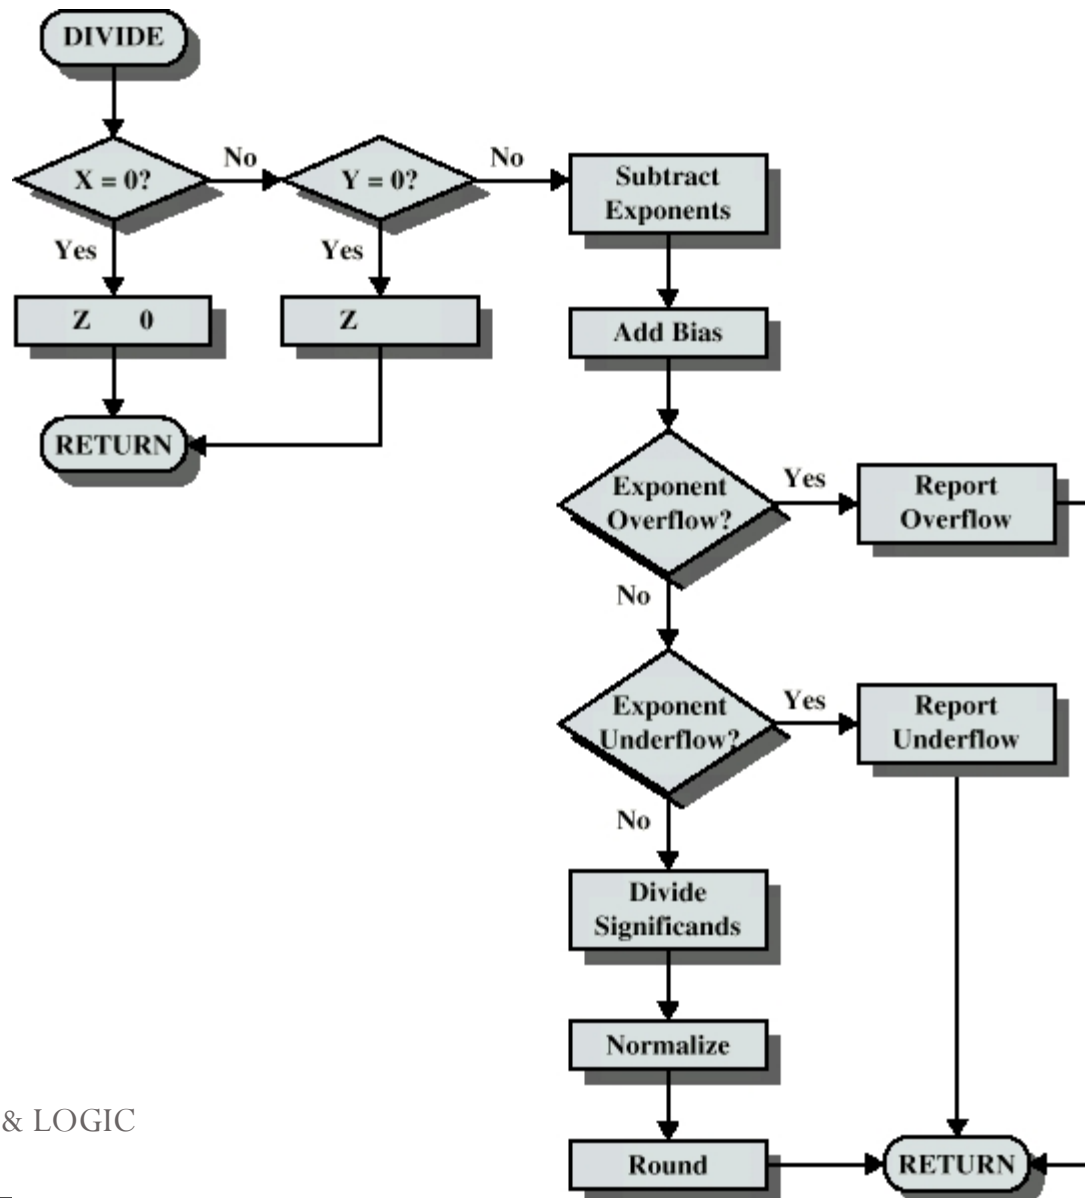 DIVIDE
X = 0?
No
Y = 0?
No
Subtract
Exponents
Yes
Yes
Z 0
Z
Add Bias
RETURN
Exponent
Overflow?
Yes
Report
Overflow
No
Exponent
Underflow?
Yes
Report
Underflow
No
Divide
Significands
Normalize
& LOGIC
Round
RETURN